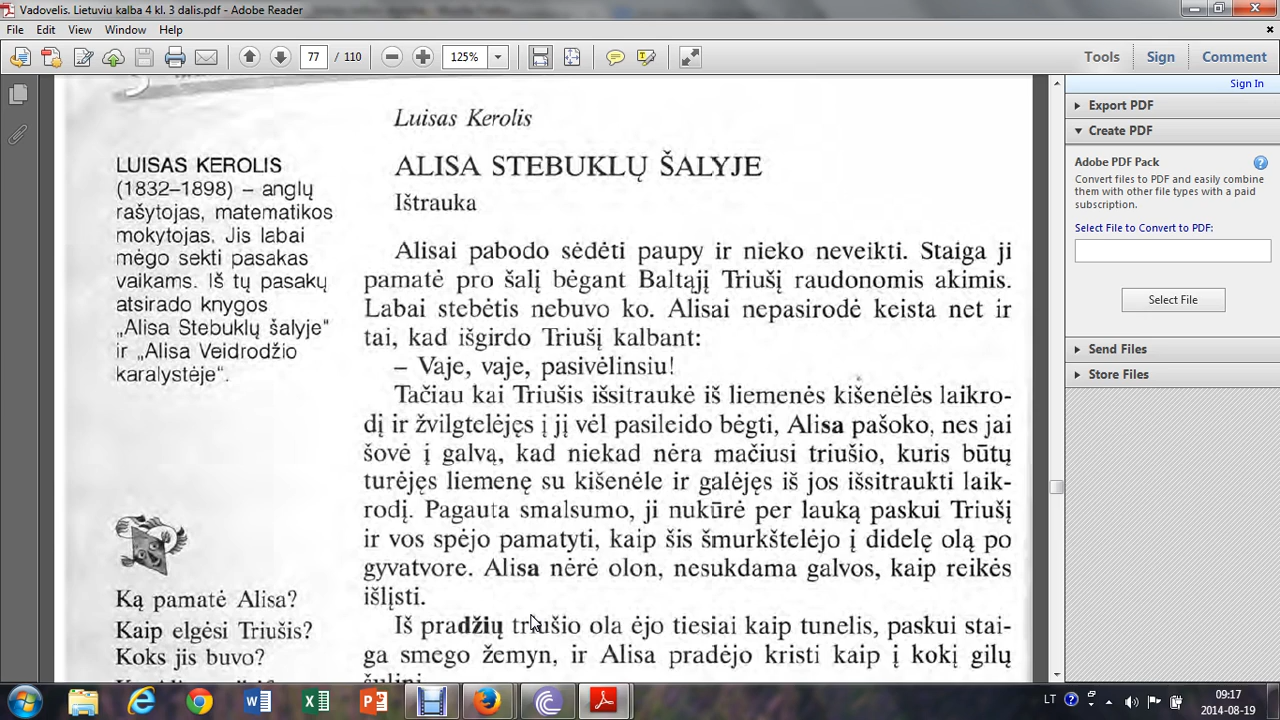 Vadovelis. Lietuviu kalba 4 kl. 3 dalis.pdf - Adobe Reader
File Edit View Window Help
77 / 110 125% Tools Sign Comment
Sign In
Export PDF
Create PDF
Adobe PDF Pack
Convert files to PDF and easily combine
them with other file types with a paid
subscription.
Select File to Convert to PDF:
Select File
Send Files
Store Files
Luisas Kerolis
ALISA STEBUKLŲ ŠALYJE
Ištrauka
LUISAS KEROLIS
(1832–1898) – anglų
rašytojas, matematikos
mokytojas. Jis labai
mėgo sekti pasakas
vaikams. Iš tų pasakų
atsirado knygos
„Alisa Stebuklų šalyje“
ir „Alisa Veidrodžio
karalystėje“.
Alisai pabodo sėdėti paupy ir nieko neveikti. Staiga ji
pamatė pro šalį bėgant Baltąjį Triušį raudonomis akimis.
Labai stebėtis nebuvo ko. Alisai nepasirodė keista net ir
tai, kad išgirdo Triušį kalbant:
– Vaje, vaje, pasivėlinsiu!
Tačiau kai Triušis išsitraukė iš liemenės kišenėlės laikro-
dį ir žvilgtelėjęs į jį vėl pasileido bėgti, Alisa pašoko, nes jai
šovė į galvą, kad niekad nėra mačiusi triušio, kuris būtų
turėjęs liemenę su kišenėle ir galėjęs iš jos išsitraukti laik-
rodį. Pagauta smalsumo, ji nukūrė per lauką paskui Triušį
ir vos spėjo pamatyti, kaip šis šmurkštelėjo į didelę olą po
gyvatvore. Alisa nėrė olon, nesukdama galvos, kaip reikės
išlįsti.
Iš pradžių triušio ola ėjo tiesiai kaip tunelis, paskui stai-
ga smego žemyn, ir Alisa pradėjo kristi kaip į kokį gilų
šulinį.
Ką pamatė Alisa?
Kaip elgėsi Triušis?
Koks jis buvo?
LT 09:17
2014-08-19